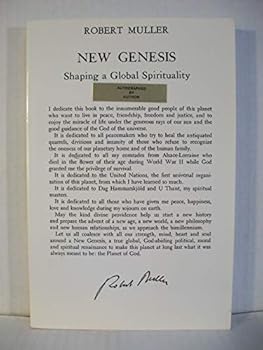 ROBERT MULLER
NEW GENESIS
Shaping a Global Spirituality
AUTOGRAPHED
BY
AUTHOR
I dedicate this book to the innumerable good people of this planet
who want to live in peace, friendship, freedom and justice, and to
enjoy the miracle of life under the generous rays of our sun and the
good guidance of the God of the universe.
It is dedicated to all peacemakers who try to heal the antiquated
quarrels, divisions and intrants of those who refuse to recognize
the oneness of our planetary home and of the human family.
It is dedicated to all my comrades from Alsace-Lorraine who
died in the flower of their age during World War II while God
granted me the privilege of survival.
It is dedicated to the United Nations, the first universal organi-
sation of this planet, from which I have learned so much.
It is dedicated to Dag Hammarskjöld and U Thant, my spiritual
masters.
It is dedicated to all those who have given me peace, happiness,
love and knowledge during my sojourn on earth.
May the kind divine providence help us start a new history
and prepare the advent of a new age, a new world, a new philosophy
and new human relationships, as we approach the bimillennium.
Let us all coalesce with all our strength, mind, heart and soul
around a New Genesis, a true global, God-abiding political, moral
and spiritual renaissance to make this planet at long last what it was
always meant to be: the Planet of God.
Robert Muller